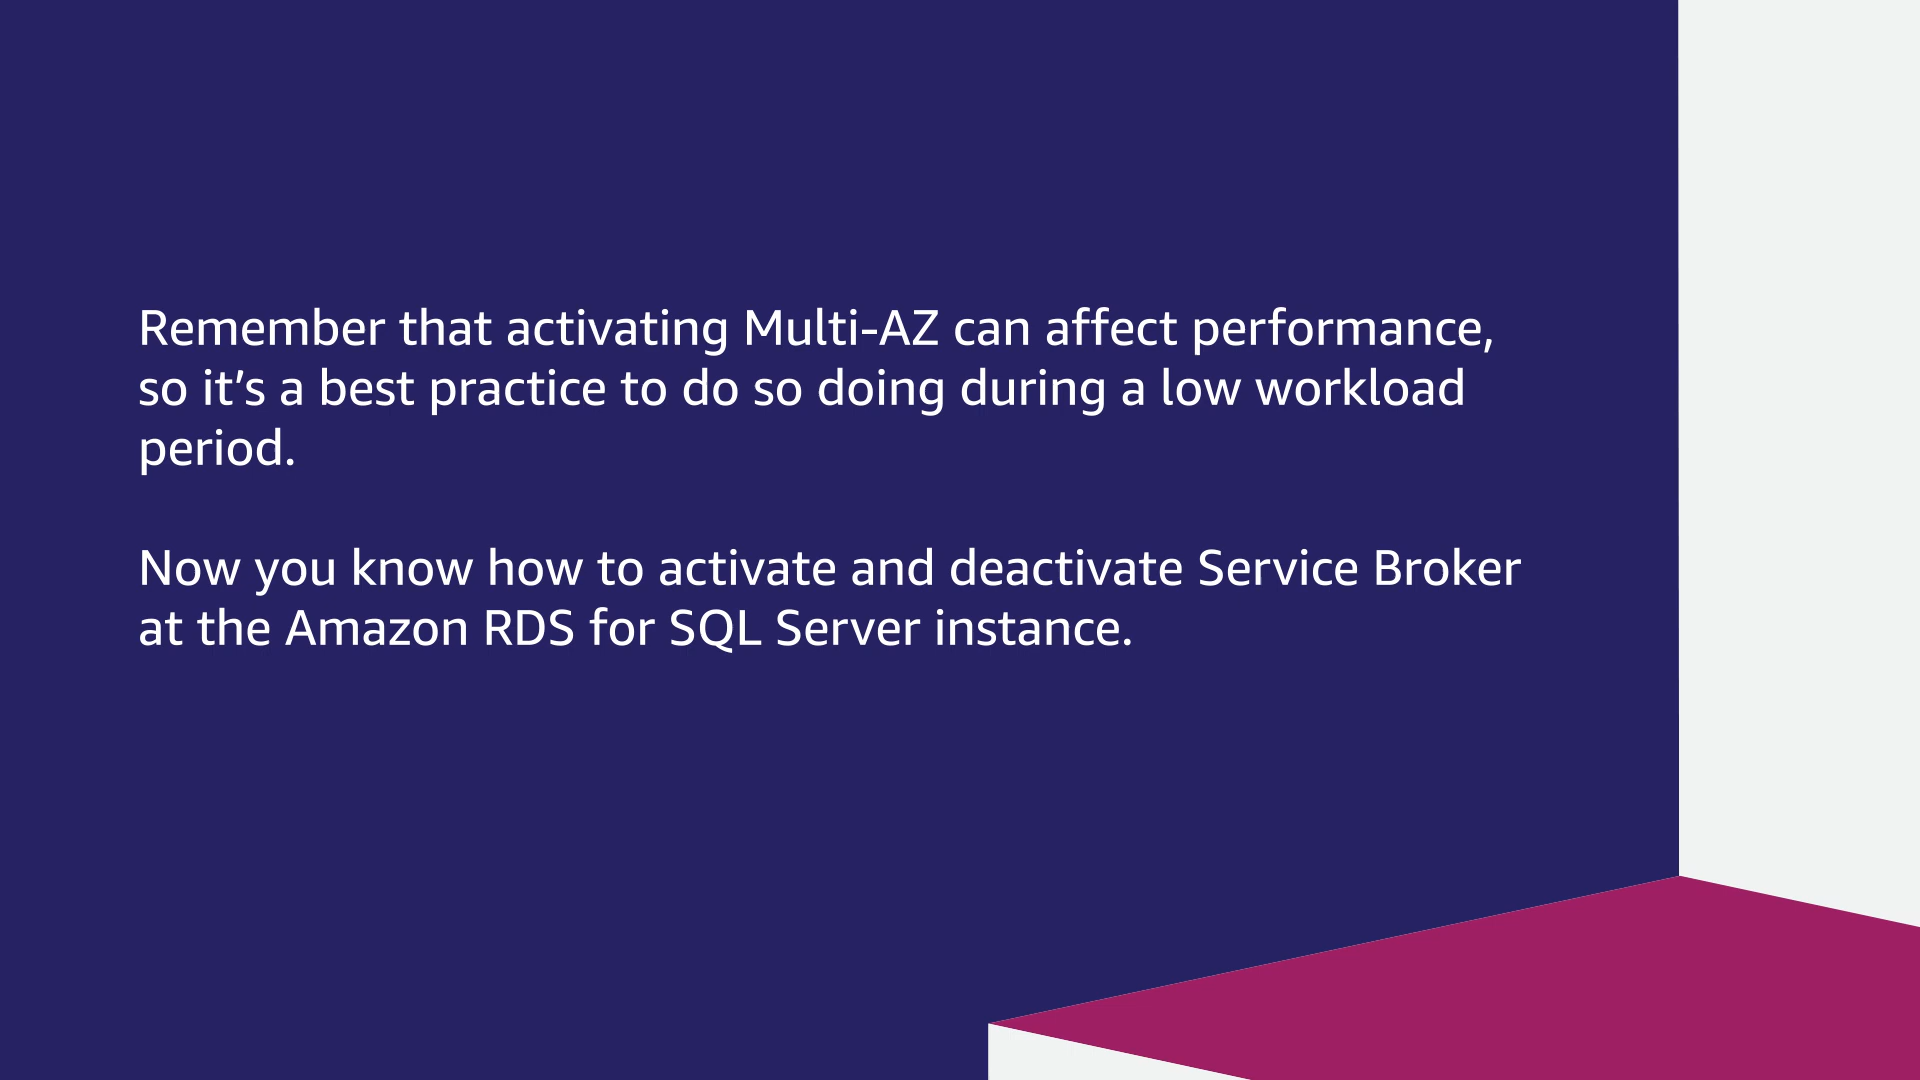 Remember that activating Multi-AZ can affect performance,
so it’s a best practice to do so doing during a low workload
period.
Now you know how to activate and deactivate Service Broker
at the Amazon RDS for SQL Server instance.